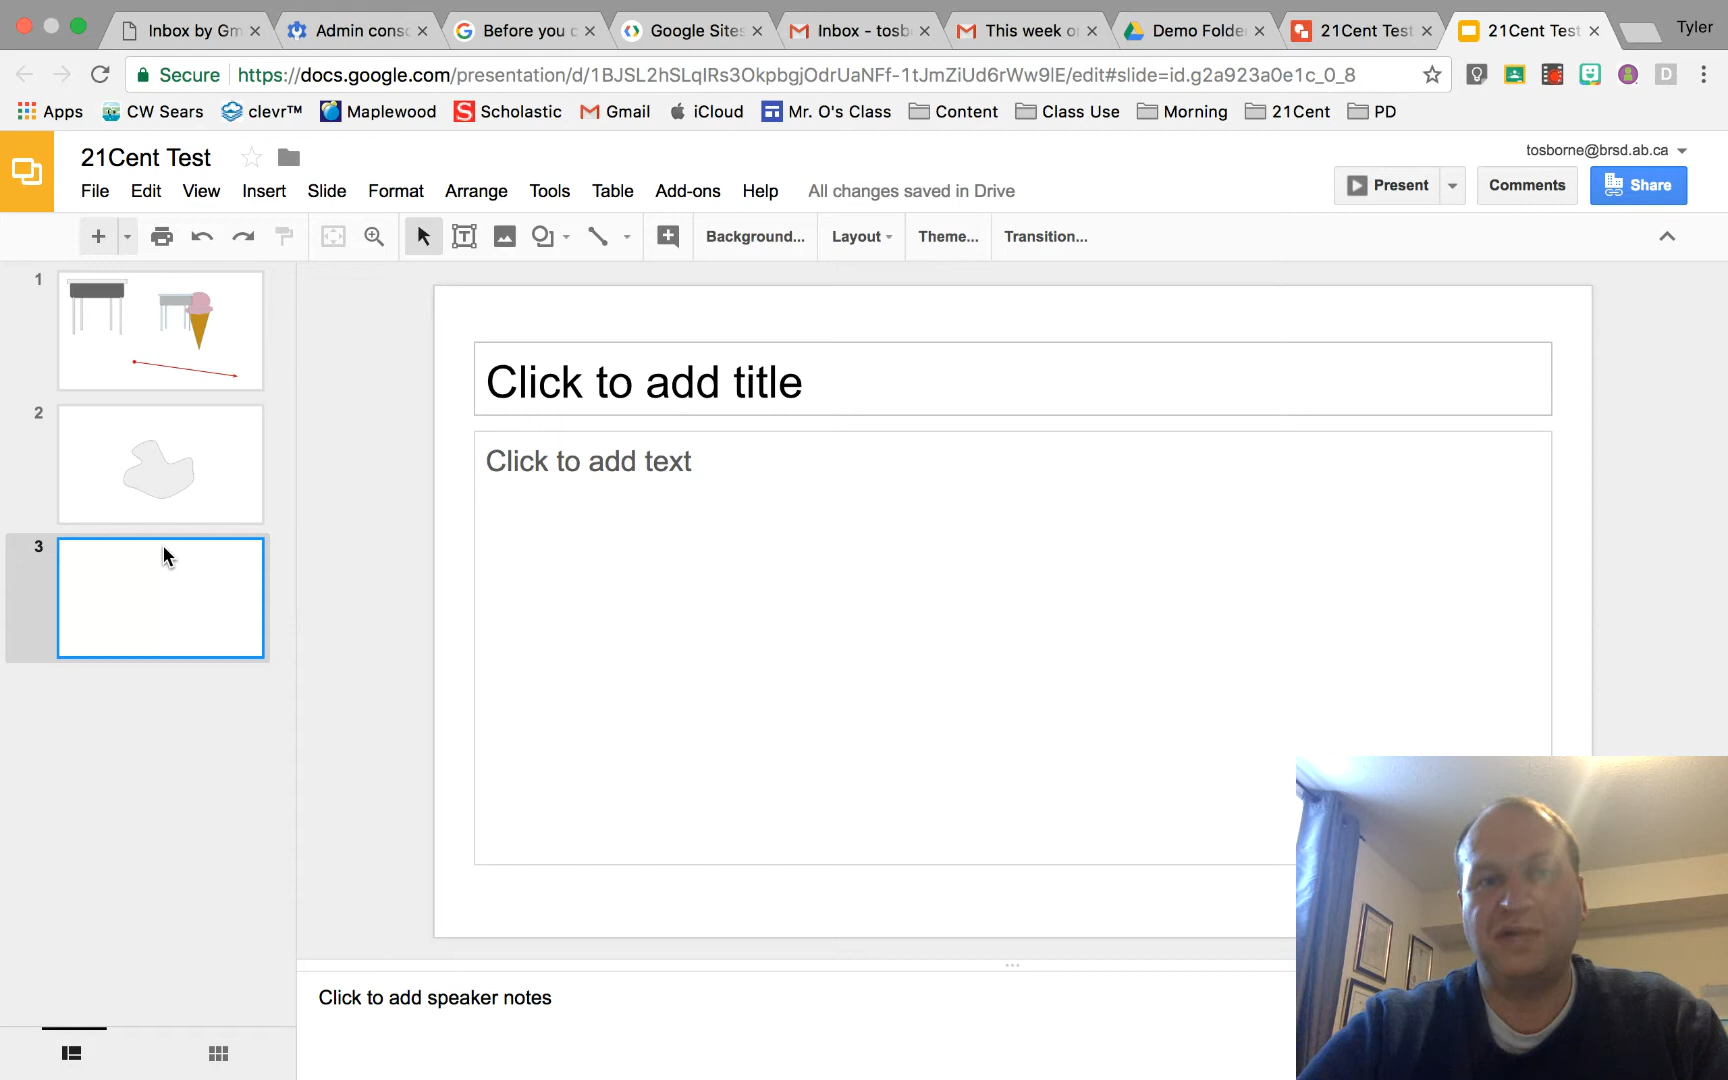 Inbox by Gm
Admin cons
Before you c
Google Sites
Inbox - tosb
This week o
Demo Folde
21Cent Test
21Cent Test
Tyler
Secure
https://docs.google.com/presentation/d/1BJSL2hSLqlRs3OkpbgjOdrUaNFf-1tJmZiUd6rWw9lE/edit#slide=id.g2a923a0e1c_0_8
D
Apps
CW Sears
clevr™
Maplewood
S
Scholastic
Gmail
iCloud
Mr. O's Class
Content
Class Use
Morning
21Cent
PD
21Cent Test
tosborne@brsd.ab.ca
File
Edit
View
Insert
Slide
Format
Arrange
Tools
Table
Add-ons
Help
All changes saved in Drive
Present
Comments
Share
Background...
Layout
Theme...
Transition...
1
2
3
Click to add title
Click to add text
Click to add speaker notes